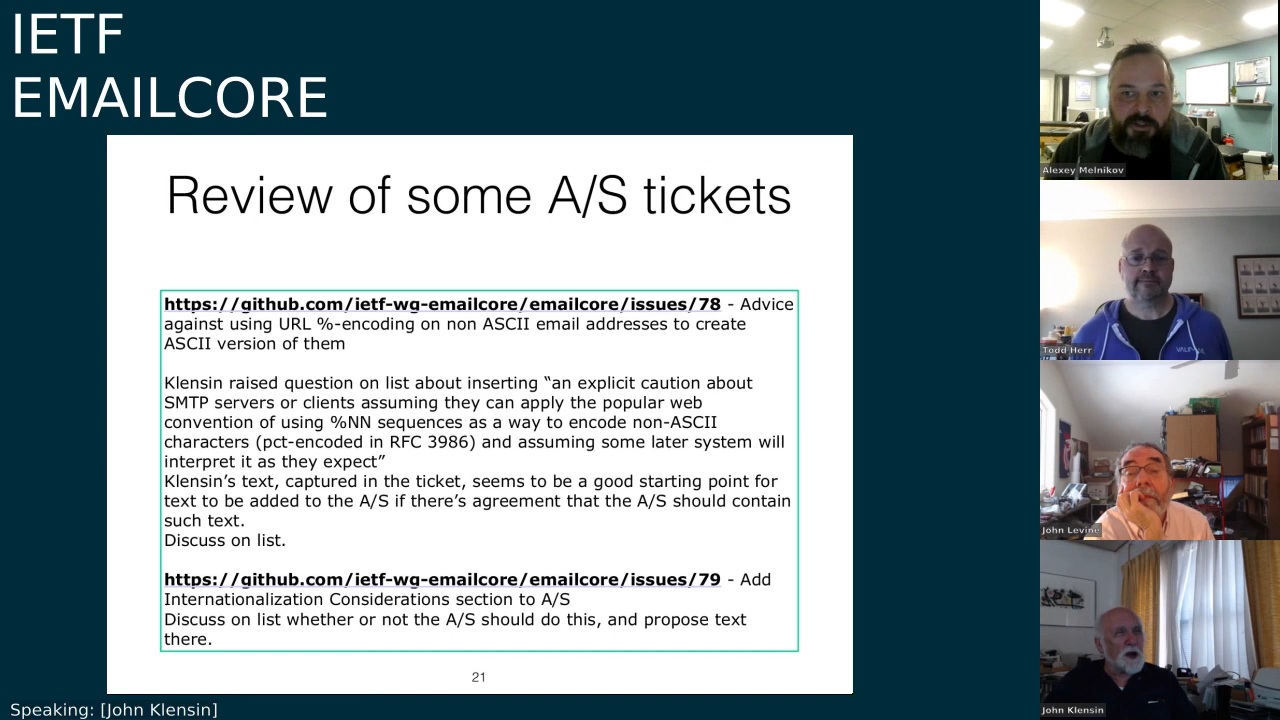 IETF
EMAILCORE
Review of some A/S tickets
https://github.com/ietf-wg-emailcore/emailcore/issues/78 - Advice
against using URL %-encoding on non ASCII email addresses to create
ASCII version of them
Klensin raised question on list about inserting “an explicit caution about
SMTP servers or clients assuming they can apply the popular web
convention of using %NN sequences as a way to encode non-ASCII
characters (pct-encoded in RFC 3986) and assuming some later system will
interpret it as they expect”
Klensin’s text, captured in the ticket, seems to be a good starting point for
text to be added to the A/S if there’s agreement that the A/S should contain
such text.
Discuss on list.
https://github.com/ietf-wg-emailcore/emailcore/issues/79 - Add
Internationalization Considerations section to A/S
Discuss on list whether or not the A/S should do this, and propose text
there.
21
Speaking: [John Klensin]
Alexey Melnikov
Todd Herr
John Levine
John Klensin